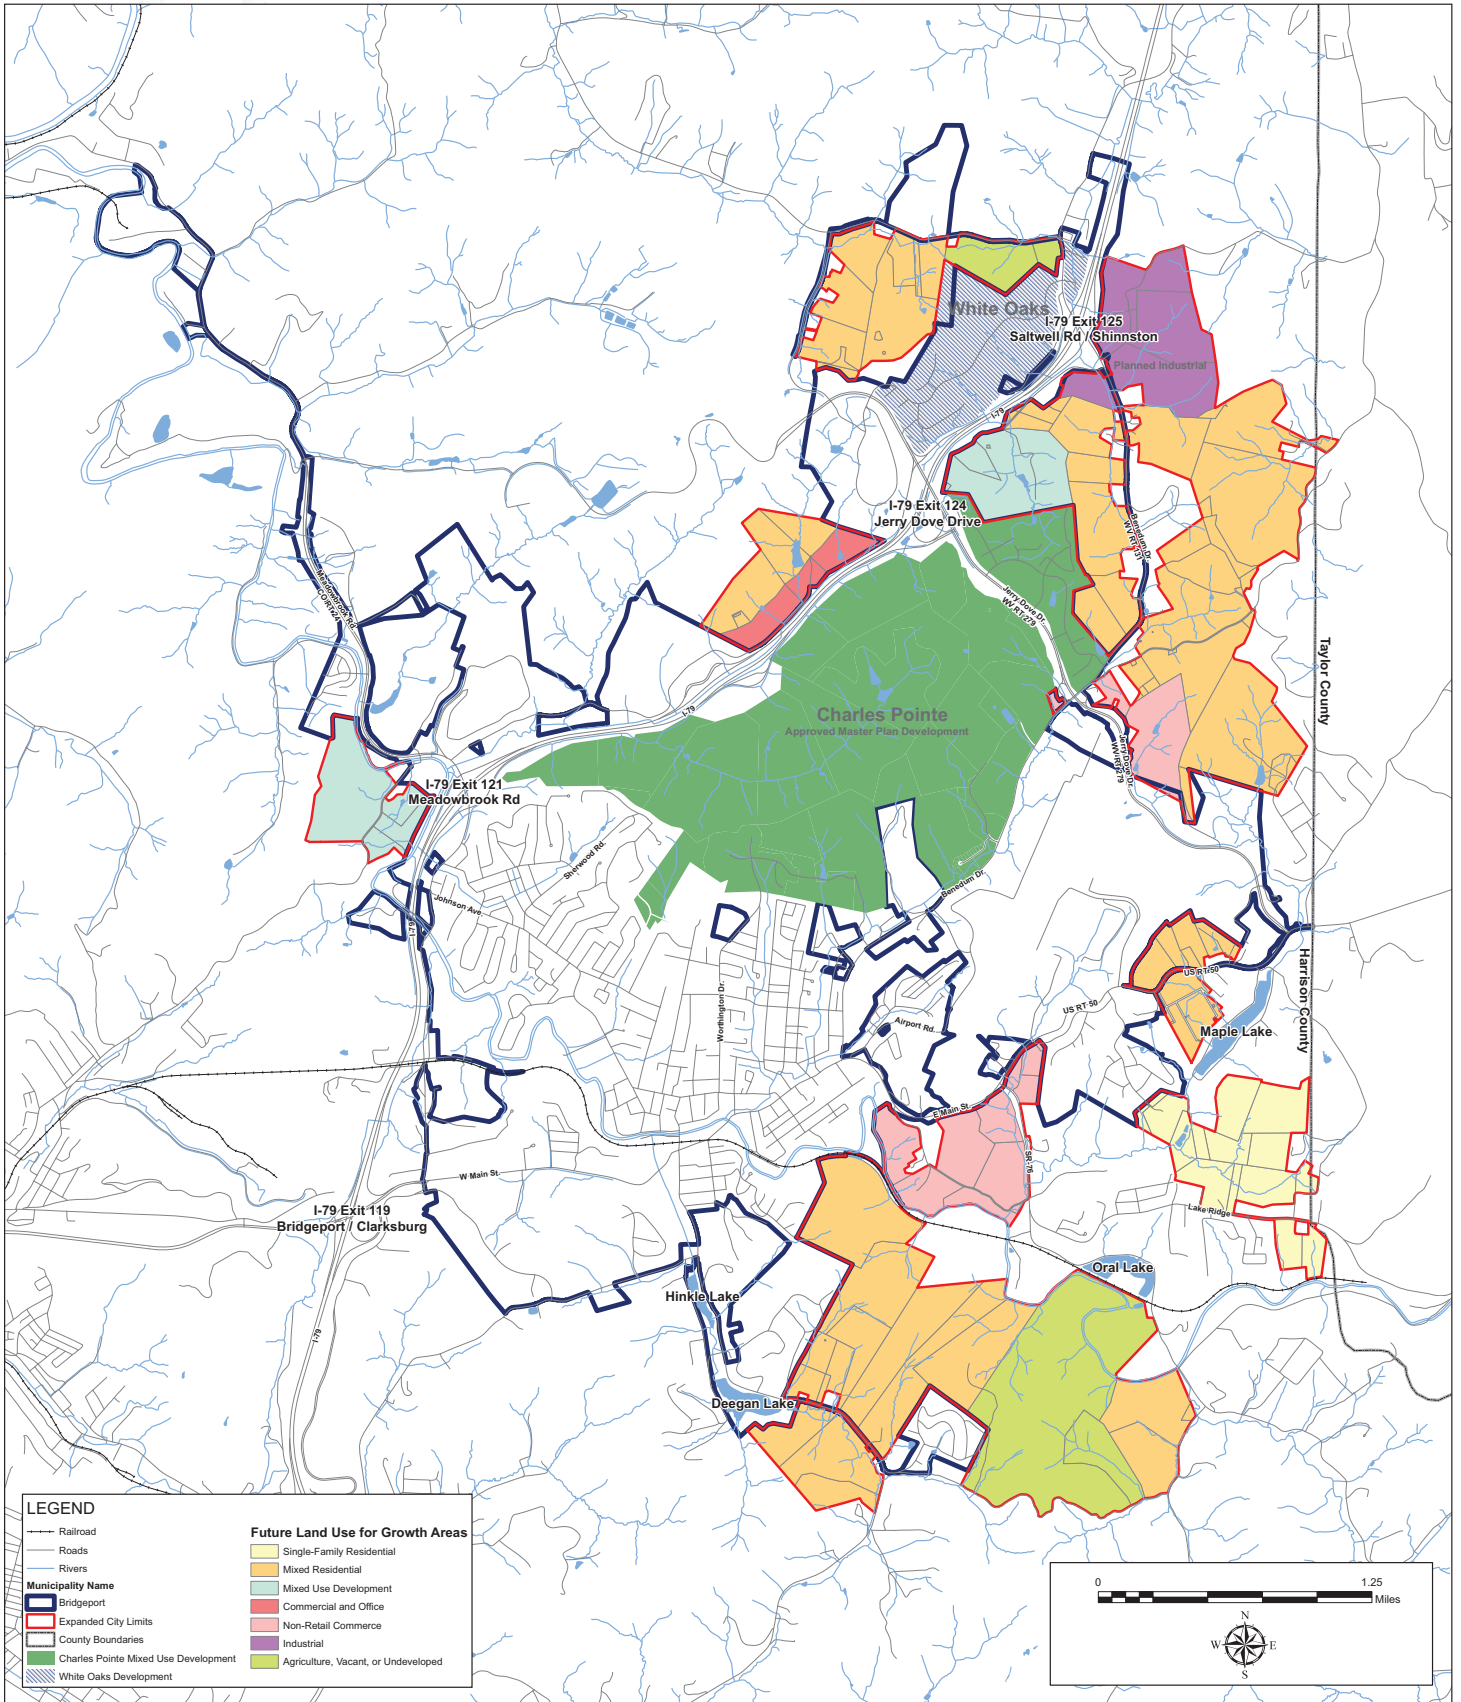 White Oaks
I-79 Exit 125
Saltwell Rd / Shinnston
Planned Industrial
I-79
I-79 Exit 124
Jerry Dove Drive
Benedum Dr.
WV RT 131
Meadowbrook Rd.
CO RT 24
Jerry Dove Dr.
WV RT 279
Taylor County
I-79
Charles Pointe
Approved Master Plan Development
Jerry Dove Dr.
WV RT 279
I-79 Exit 121
Meadowbrook Rd
Sherwood Rd.
Benedum Dr.
Johnson Ave.
I-79
Harrison County
US RT 50
Worthington Dr.
US RT 50
Airport Rd.
Maple Lake
E Main St.
SR-76
W Main St.
Lake Ridge
I-79 Exit 119
Bridgeport / Clarksburg
Oral Lake
Hinkle Lake
I-79
Deegan Lake
LEGEND
Railroad
Roads
Rivers
Municipality Name
Bridgeport
Expanded City Limits
County Boundaries
Charles Pointe Mixed Use Development
White Oaks Development
Future Land Use for Growth Areas
Single-Family Residential
Mixed Residential
Mixed Use Development
Commercial and Office
Non-Retail Commerce
Industrial
Agriculture, Vacant, or Undeveloped
0 1.25
Miles
N
W E
S